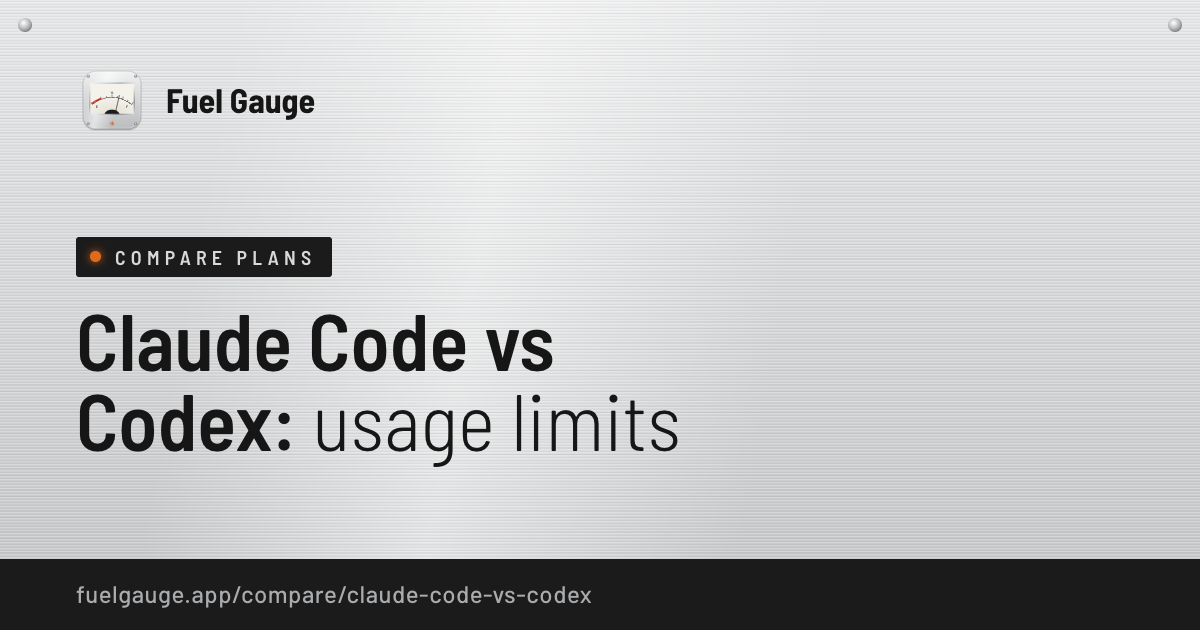 Fuel Gauge
COMPARE PLANS
Claude Code vs
Codex: usage limits
fuelgauge.app/compare/claude-code-vs-codex